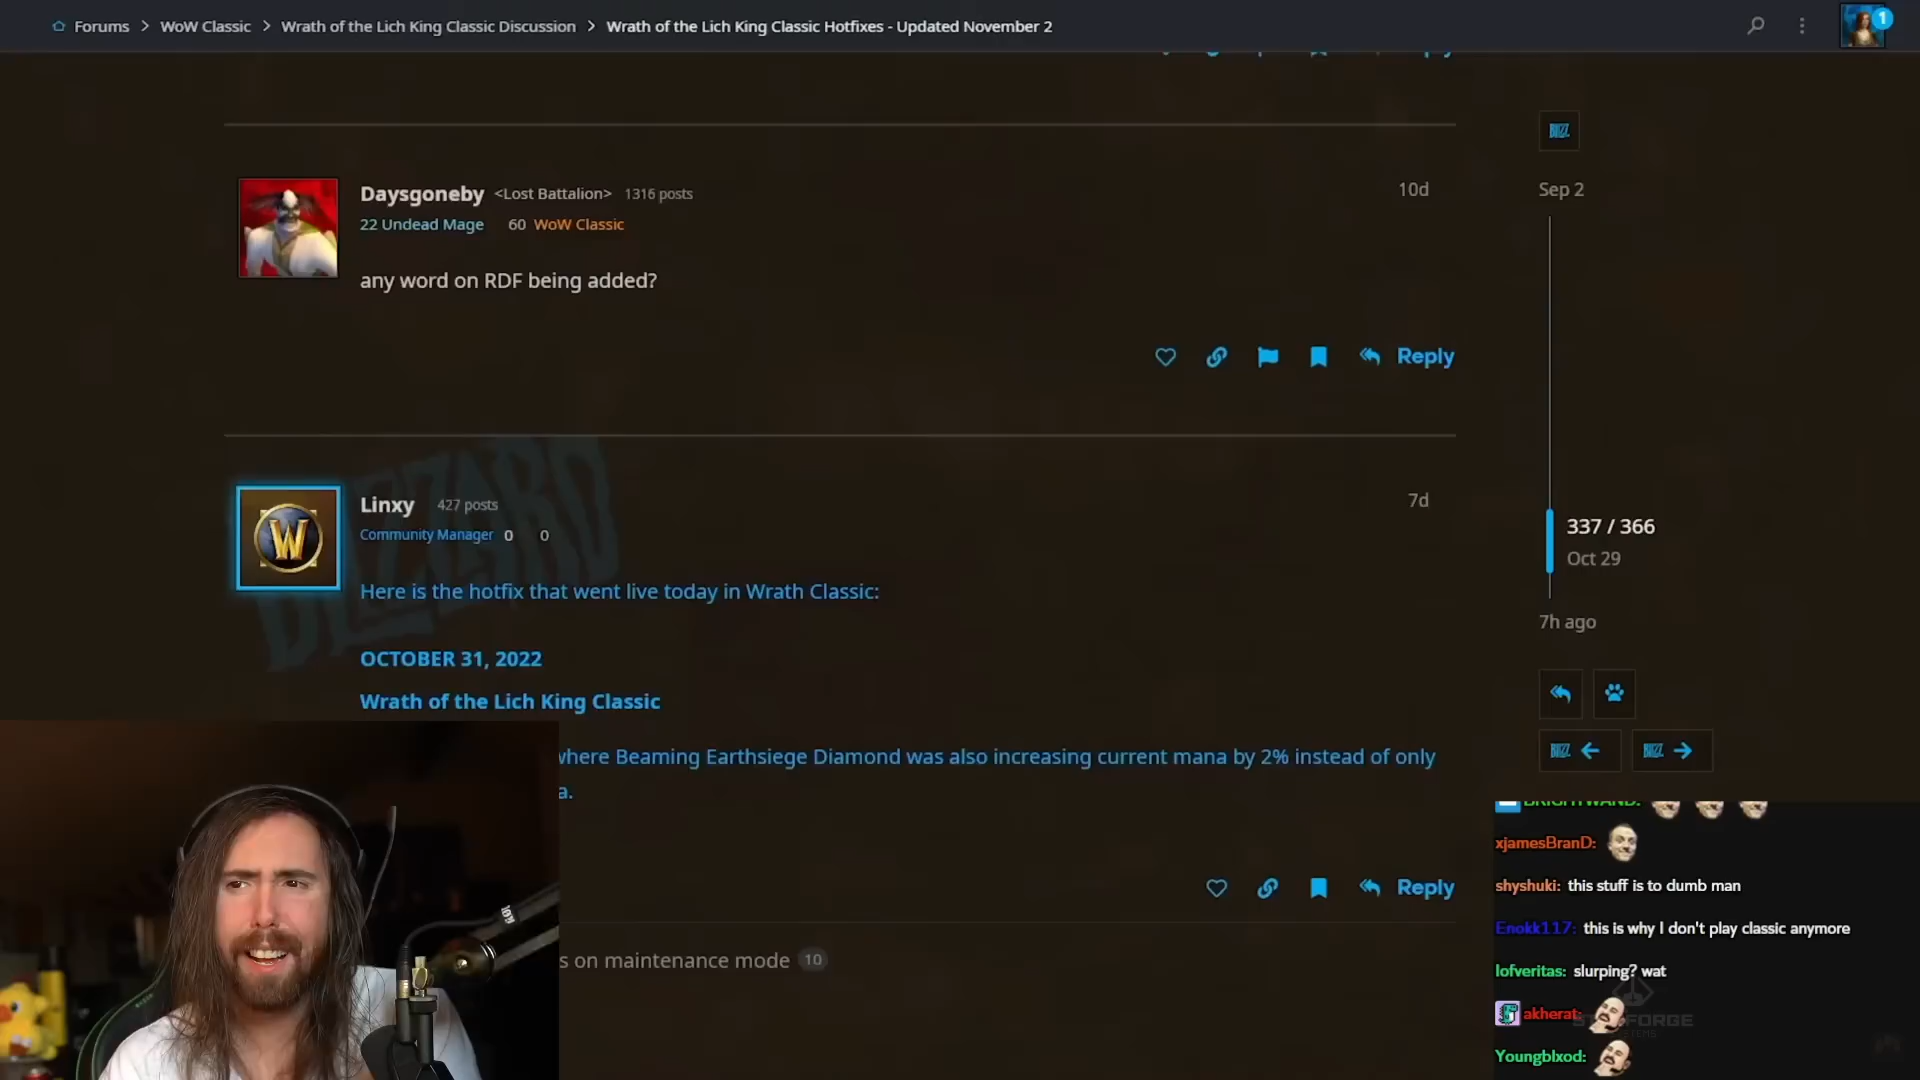 Forums > WoW Classic > Wrath of the Lich King Classic Discussion > Wrath of the Lich King Classic Hotfixes - Updated November 2
1
BLIZZ
Sep 2
Daysgoneby <Lost Battalion> 1316 posts
10d
22 Undead Mage 60 WoW Classic
any word on RDF being added?
Reply
BLIZZARD
Linxy 427 posts
7d
Community Manager 0 0
337 / 366
Oct 29
Here is the hotfix that went live today in Wrath Classic:
7h ago
OCTOBER 31, 2022
Wrath of the Lich King Classic
where Beaming Earthsiege Diamond was also increasing current mana by 2% instead of only
a.
BLIZZ
BLIZZ
Reply
s on maintenance mode 10
BRIGHTWAND:
xjamesBranD:
shyshuki: this stuff is to dumb man
Enokk117: this is why I don't play classic anymore
lofveritas: slurping? wat
akherat:
Youngblxod: